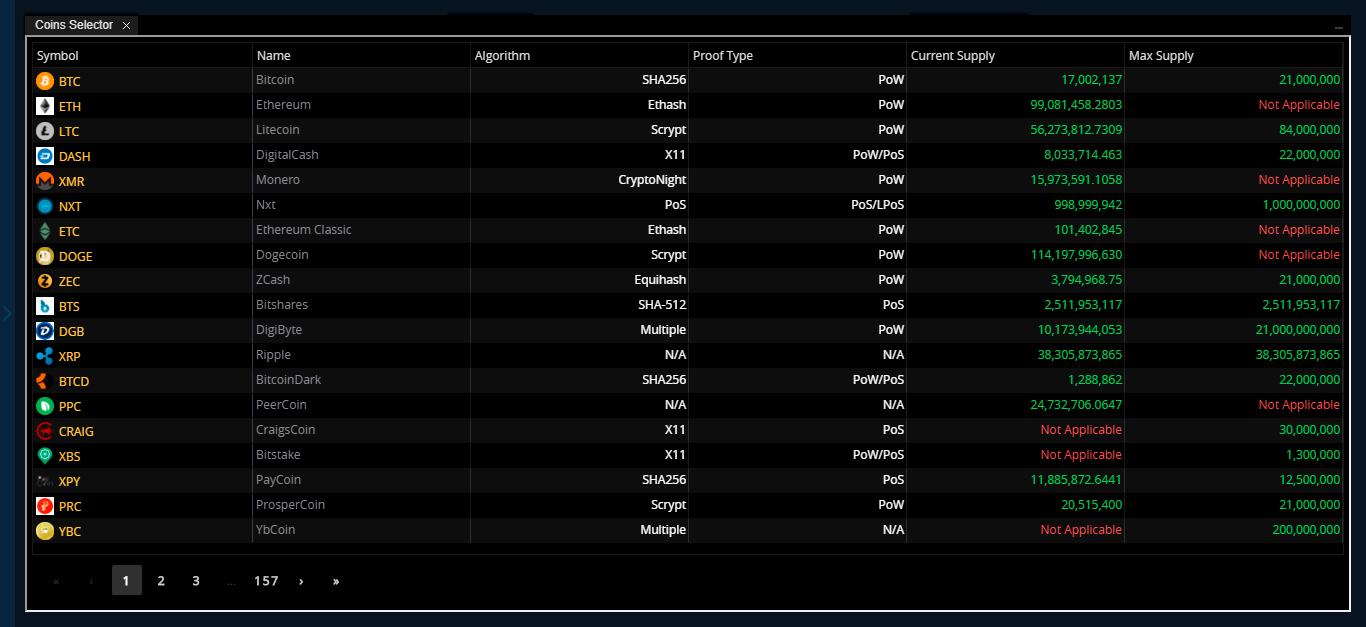 Coins Selector ×
Symbol Name Algorithm Proof Type Current Supply Max Supply
BTC Bitcoin SHA256 PoW 17,002,137 21,000,000
ETH Ethereum Ethash PoW 99,081,458.2803 Not Applicable
LTC Litecoin Scrypt PoW 56,273,812.7309 84,000,000
DASH DigitalCash X11 PoW/PoS 8,033,714.463 22,000,000
XMR Monero CryptoNight PoW 15,973,591.1058 Not Applicable
NXT Nxt PoS PoS/LPoS 998,999,942 1,000,000,000
ETC Ethereum Classic Ethash PoW 101,402,845 Not Applicable
DOGE Dogecoin Scrypt PoW 114,197,996,630 Not Applicable
ZEC ZCash Equihash PoW 3,794,968.75 21,000,000
BTS Bitshares SHA-512 PoS 2,511,953,117 2,511,953,117
DGB DigiByte Multiple PoW 10,173,944,053 21,000,000,000
XRP Ripple N/A N/A 38,305,873,865 38,305,873,865
BTCD BitcoinDark SHA256 PoW/PoS 1,288,862 22,000,000
PPC PeerCoin N/A N/A 24,732,706.0647 Not Applicable
CRAIG CraigsCoin X11 PoS Not Applicable 30,000,000
XBS Bitstake X11 PoW/PoS Not Applicable 1,300,000
XPY PayCoin SHA256 PoS 11,885,872.6441 12,500,000
PRC ProsperCoin Scrypt PoW 20,515,400 21,000,000
YBC YbCoin Multiple N/A Not Applicable 200,000,000
« ‹ 1 2 3 ... 157 › »